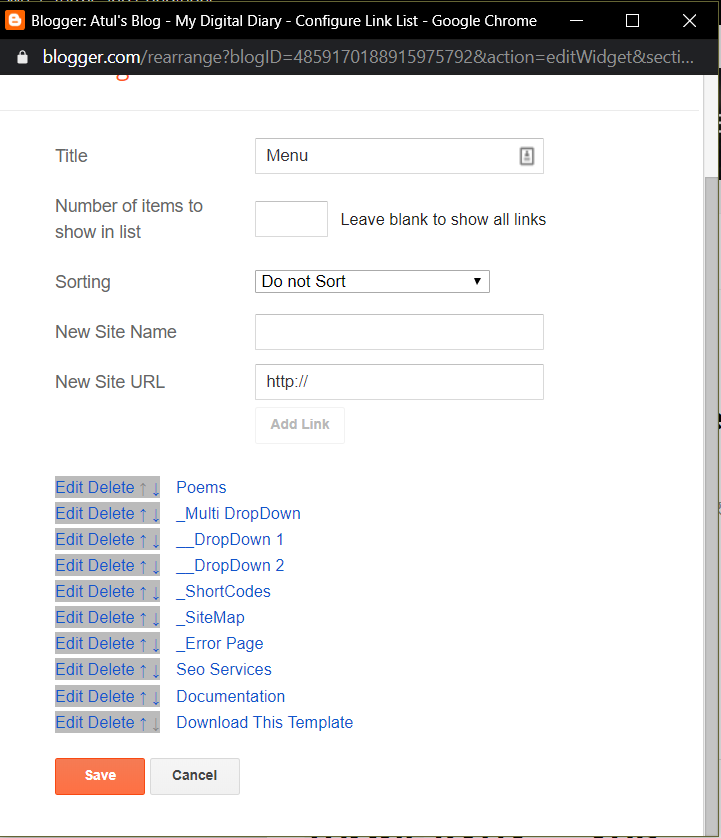 Blogger: Atul's Blog - My Digital Diary - Configure Link List - Google Chrome
blogger.com/rearrange?blogID=4859170188915975792&action=editWidget&secti...
Title
Menu
Number of items to
show in list
Leave blank to show all links
Sorting
Do not Sort
New Site Name
New Site URL
http://
Add Link
Edit Delete ↑ ↓ Poems
Edit Delete ↑ ↓ _Multi DropDown
Edit Delete ↑ ↓ __DropDown 1
Edit Delete ↑ ↓ __DropDown 2
Edit Delete ↑ ↓ _ShortCodes
Edit Delete ↑ ↓ _SiteMap
Edit Delete ↑ ↓ _Error Page
Edit Delete ↑ ↓ Seo Services
Edit Delete ↑ ↓ Documentation
Edit Delete ↑ ↓ Download This Template
Save Cancel